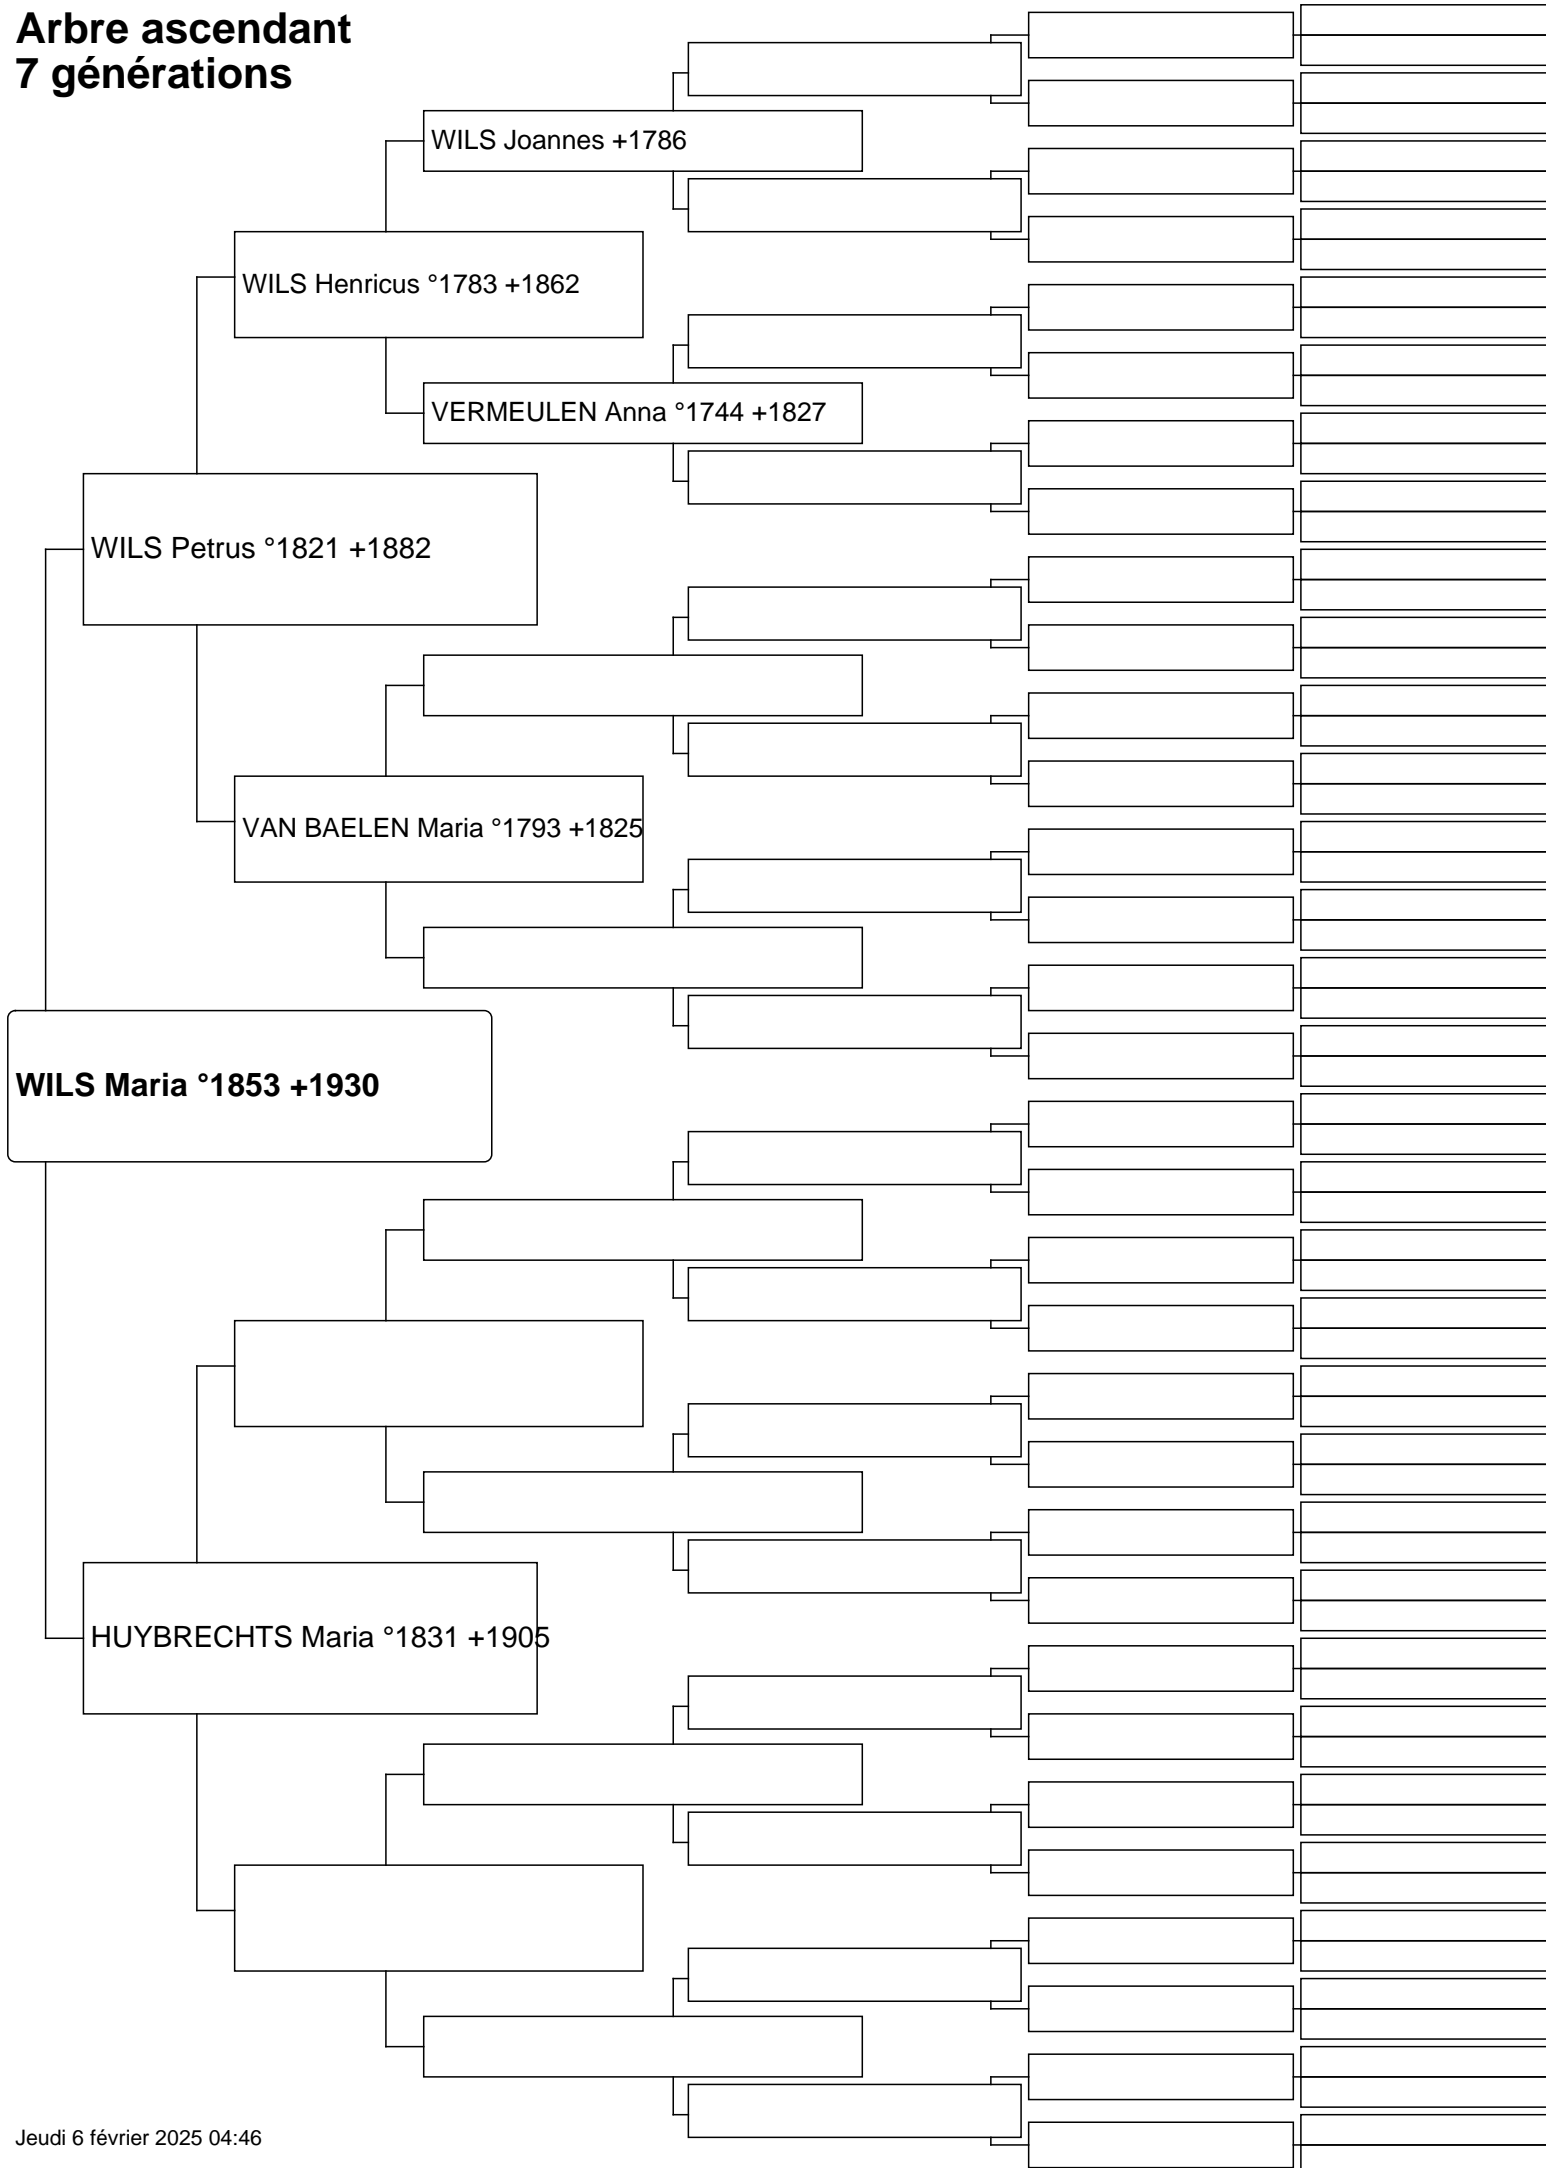 Arbre ascendant
7 générations
WILS Joannes +1786
WILS Henricus °1783 +1862
VERMEULEN Anna °1744 +1827
WILS Petrus °1821 +1882
VAN BAELEN Maria °1793 +1825
WILS Maria °1853 +1930
HUYBRECHTS Maria °1831 +1905
Jeudi 6 février 2025 04:46